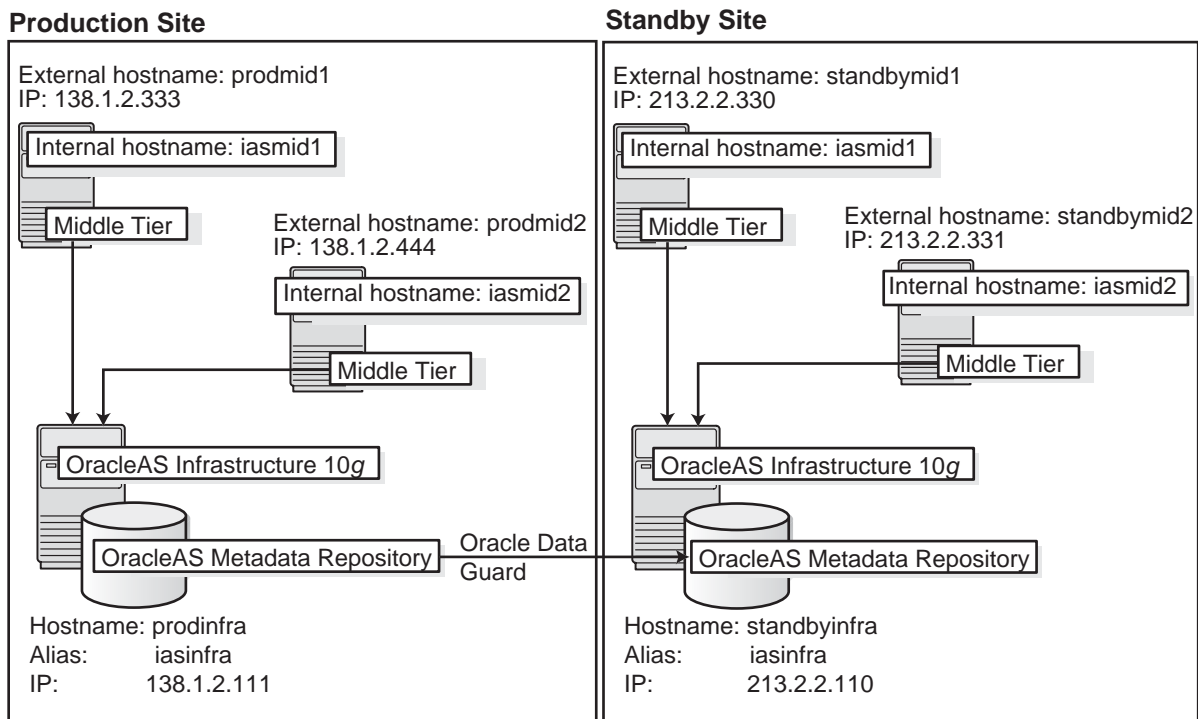 Production Site
External hostname: prodmid1
IP: 138.1.2.333
Internal hostname: iasmid1
Middle Tier
External hostname: prodmid2
IP: 138.1.2.444
Internal hostname: iasmid2
Middle Tier
OracleAS Infrastructure 10g
OracleAS Metadata Repository
Oracle Data
Guard
Hostname: prodinfra
Alias: iasinfra
IP: 138.1.2.111
Standby Site
External hostname: standbymid1
IP: 213.2.2.330
Internal hostname: iasmid1
Middle Tier
External hostname: standbymid2
IP: 213.2.2.331
Internal hostname: iasmid2
Middle Tier
OracleAS Infrastructure 10g
OracleAS Metadata Repository
Hostname: standbyinfra
Alias: iasinfra
IP: 213.2.2.110